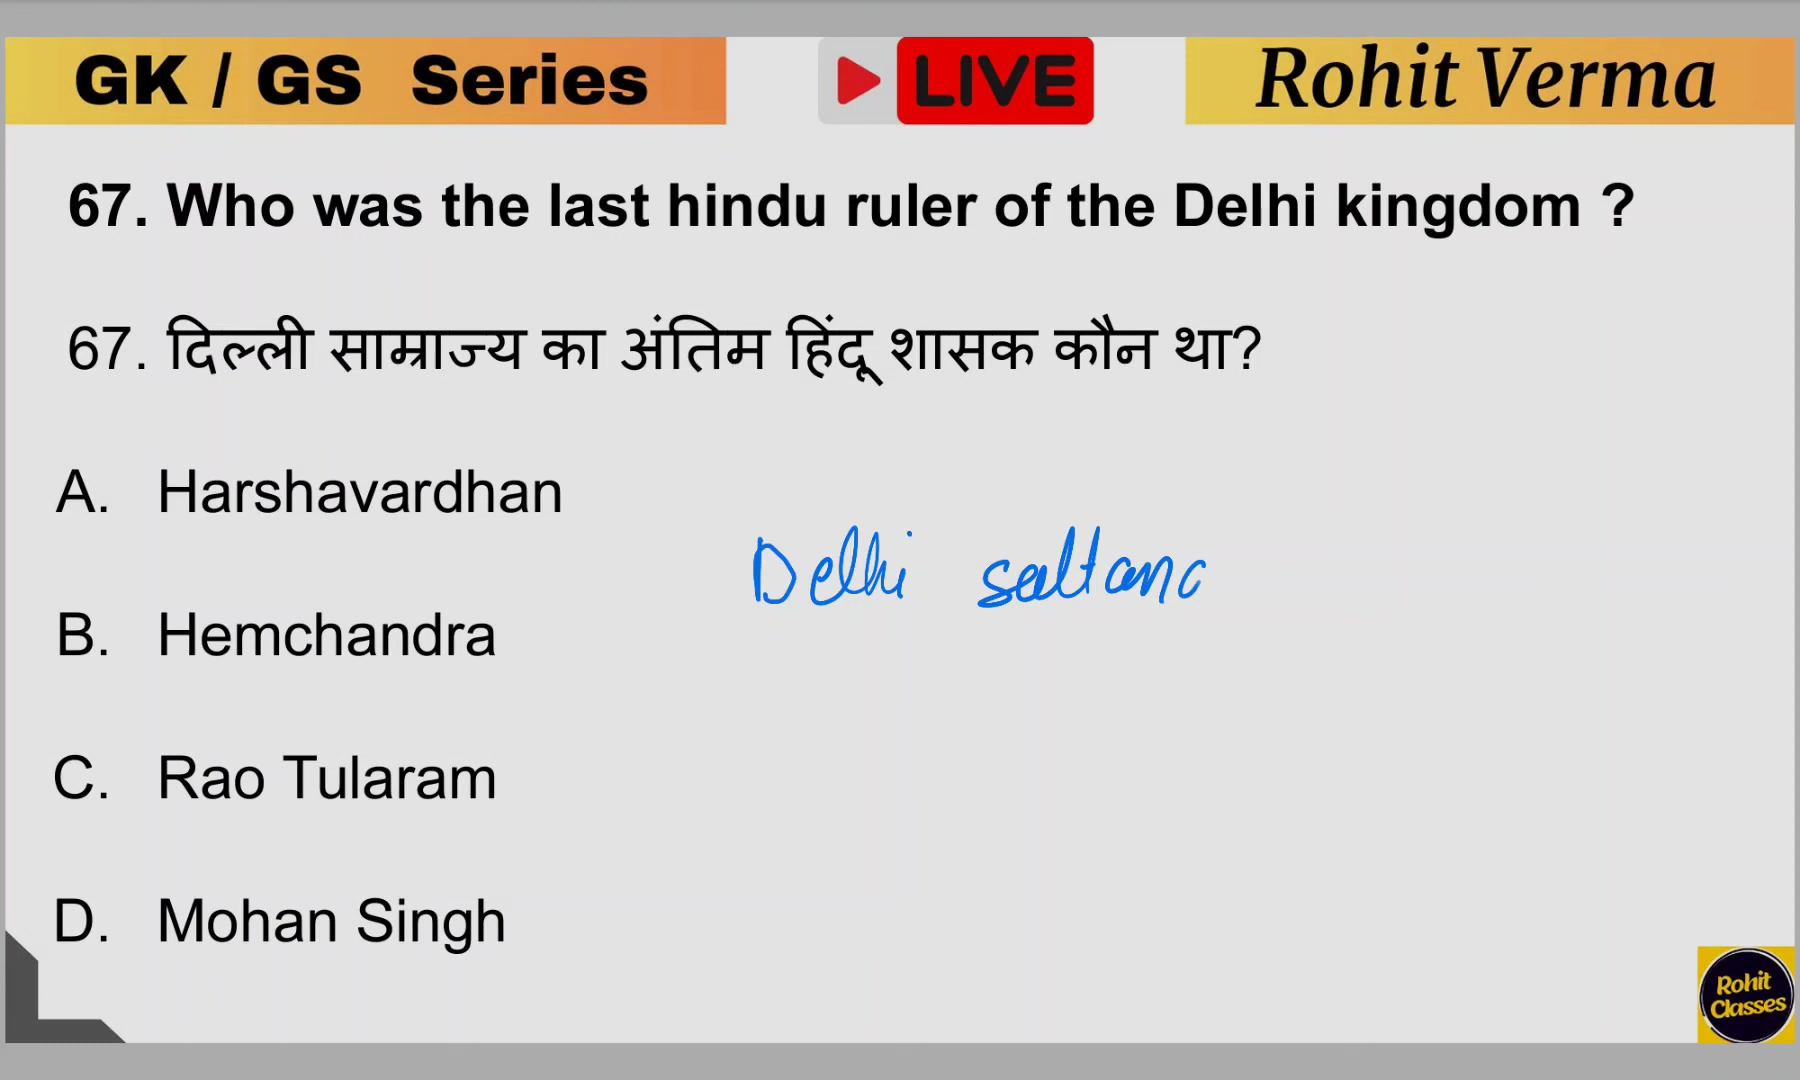 GK / GS Series
LIVE
Rohit Verma
67. Who was the last hindu ruler of the Delhi kingdom ?
67. दिल्ली साम्राज्य का अंतिम हिंदू शासक कौन था?
A. Harshavardhan
Delhi saltanc
B. Hemchandra
C. Rao Tularam
D. Mohan Singh
Rohit
Classes